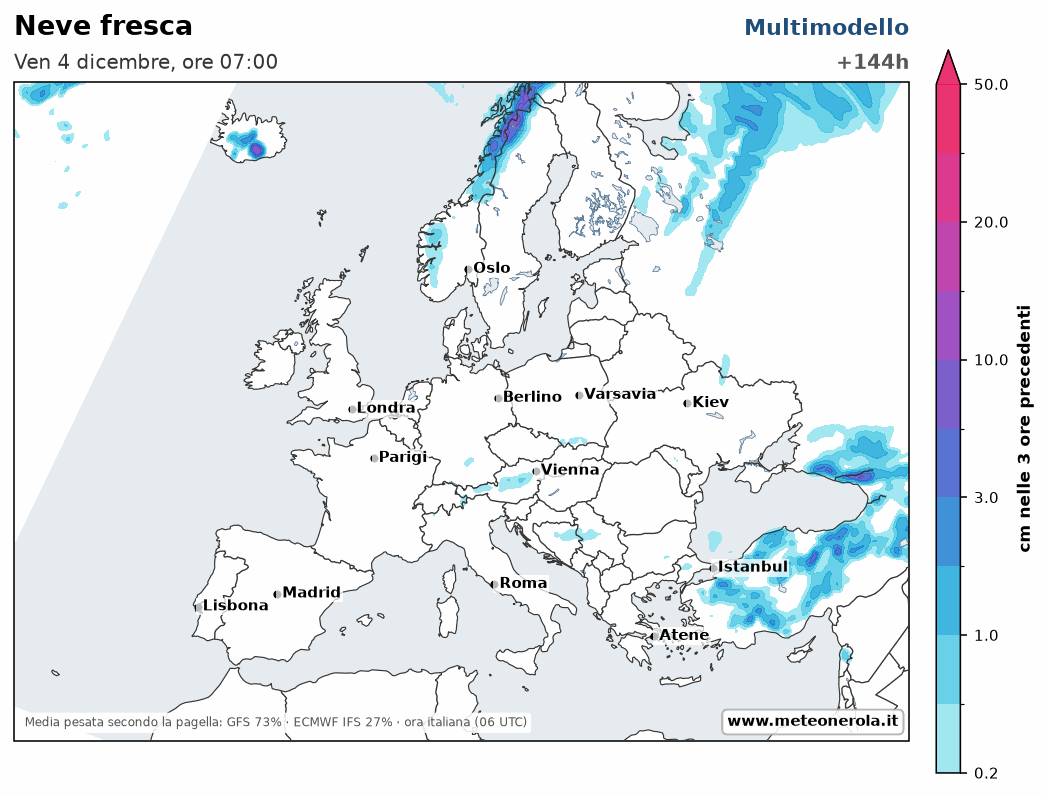 Neve fresca
Multimodello
Ven 4 dicembre, ore 07:00
+144h
50.0
20.0
10.0
3.0
1.0
0.2
cm nelle 3 ore precedenti
Oslo
Berlino
Varsavia
Kiev
Londra
Parigi
Vienna
Istanbul
Roma
Madrid
Lisbona
Atene
Media pesata secondo la pagella: GFS 73% · ECMWF IFS 27% · ora italiana (06 UTC)
www.meteonerola.it